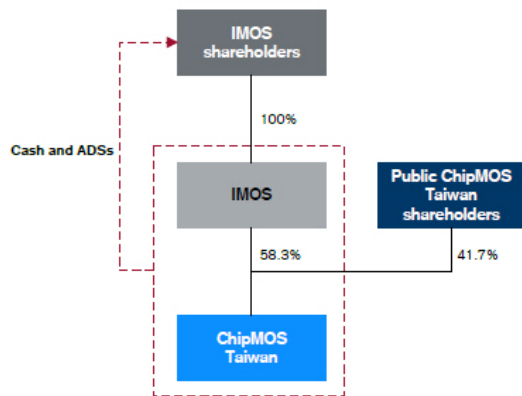 IMOS
shareholders
100%
Cash and ADSs
IMOS
Public ChipMOS
Taiwan
shareholders
58.3%
41.7%
ChipMOS
Taiwan